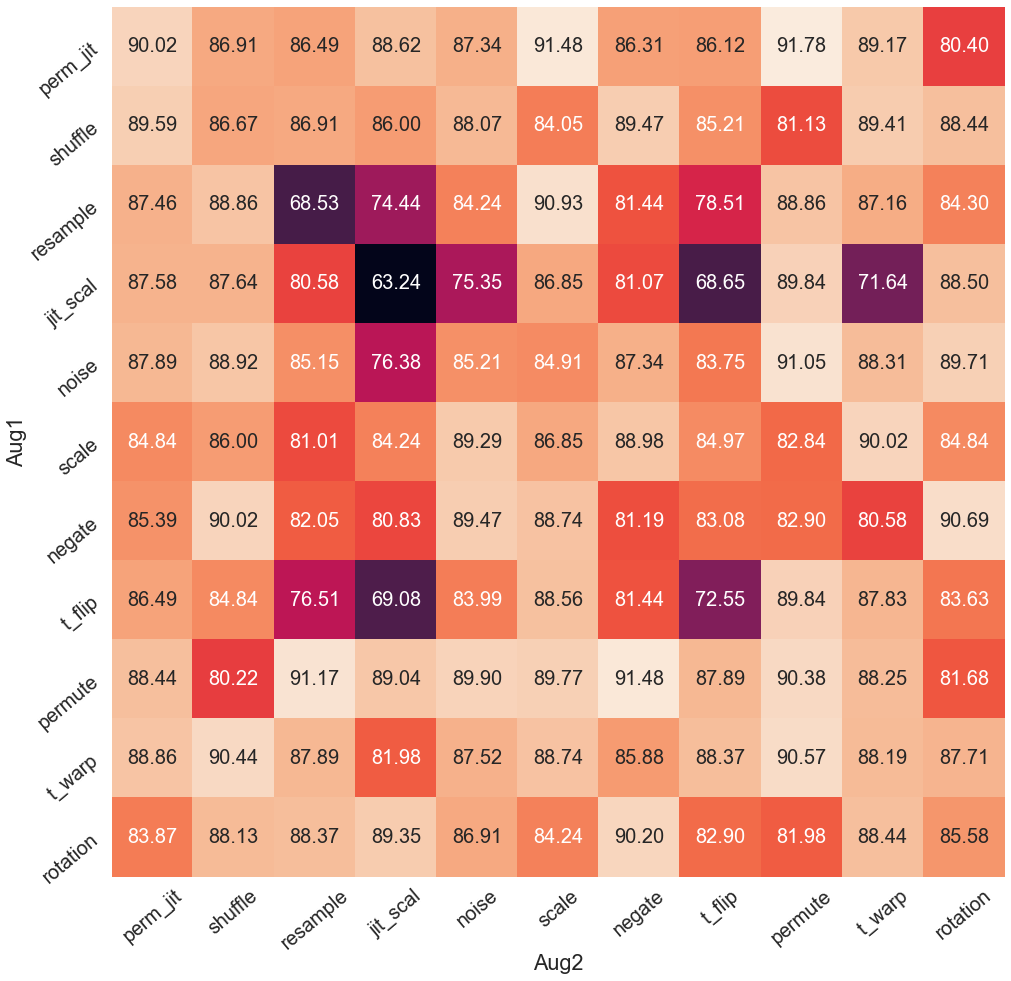 perm_jit 90.02 86.91 86.49 88.62 87.34 91.48 86.31 86.12 91.78 89.17 80.40
shuffle 89.59 86.67 86.91 86.00 88.07 84.05 89.47 85.21 81.13 89.41 88.44
resample 87.46 88.86 68.53 74.44 84.24 90.93 81.44 78.51 88.86 87.16 84.30
jit_scal 87.58 87.64 80.58 63.24 75.35 86.85 81.07 68.65 89.84 71.64 88.50
noise 87.89 88.92 85.15 76.38 85.21 84.91 87.34 83.75 91.05 88.31 89.71
scale 84.84 86.00 81.01 84.24 89.29 86.85 88.98 84.97 82.84 90.02 84.84
negate 85.39 90.02 82.05 80.83 89.47 88.74 81.19 83.08 82.90 80.58 90.69
t_flip 86.49 84.84 76.51 69.08 83.99 88.56 81.44 72.55 89.84 87.83 83.63
permute 88.44 80.22 91.17 89.04 89.90 89.77 91.48 87.89 90.38 88.25 81.68
t_warp 88.86 90.44 87.89 81.98 87.52 88.74 85.88 88.37 90.57 88.19 87.71
rotation 83.87 88.13 88.37 89.35 86.91 84.24 90.20 82.90 81.98 88.44 85.58
perm_jit shuffle resample jit_scal noise scale negate t_flip permute t_warp rotation
Aug1
Aug2